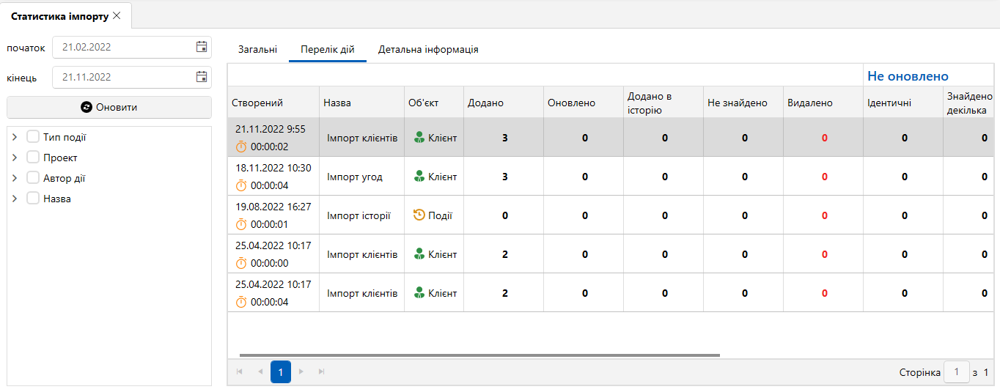 Статистика імпорту
початок 21.02.2022
кінець 21.11.2022
Оновити
Тип події
Проект
Автор дії
Назва
Загальні Перелік дій Детальна інформація
Не оновлено
Створений Назва Об'єкт Додано Оновлено Додано в історію Не знайдено Видалено Ідентичні Знайдено декілька
21.11.2022 9:55
00:00:02 Імпорт клієнтів Клієнт 3 0 0 0 0 0 0
18.11.2022 10:30
00:00:04 Імпорт угод Клієнт 3 0 0 0 0 0 0
19.08.2022 16:27
00:00:01 Імпорт історії Події 0 0 0 0 0 0 0
25.04.2022 10:17
00:00:00 Імпорт клієнтів Клієнт 2 0 0 0 0 0 0
25.04.2022 10:17
00:00:04 Імпорт клієнтів Клієнт 2 0 0 0 0 0 0
1
Сторінка 1 з 1